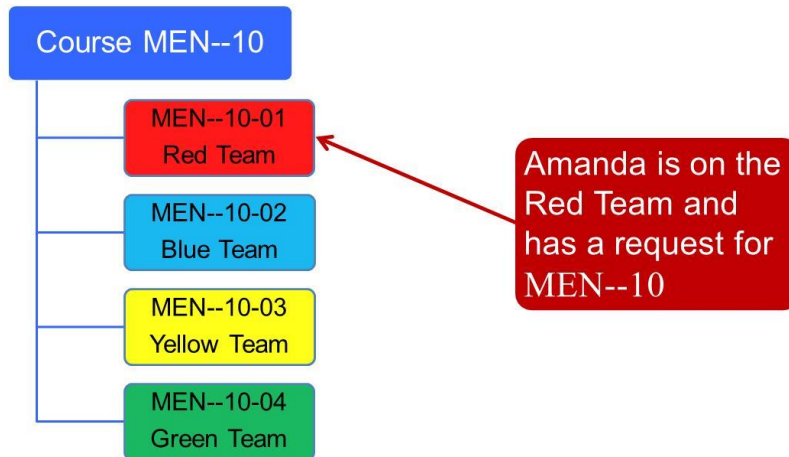 Course MEN--10
MEN--10-01
Red Team
MEN--10-02
Blue Team
MEN--10-03
Yellow Team
MEN--10-04
Green Team
Amanda is on the
Red Team and
has a request for
MEN--10